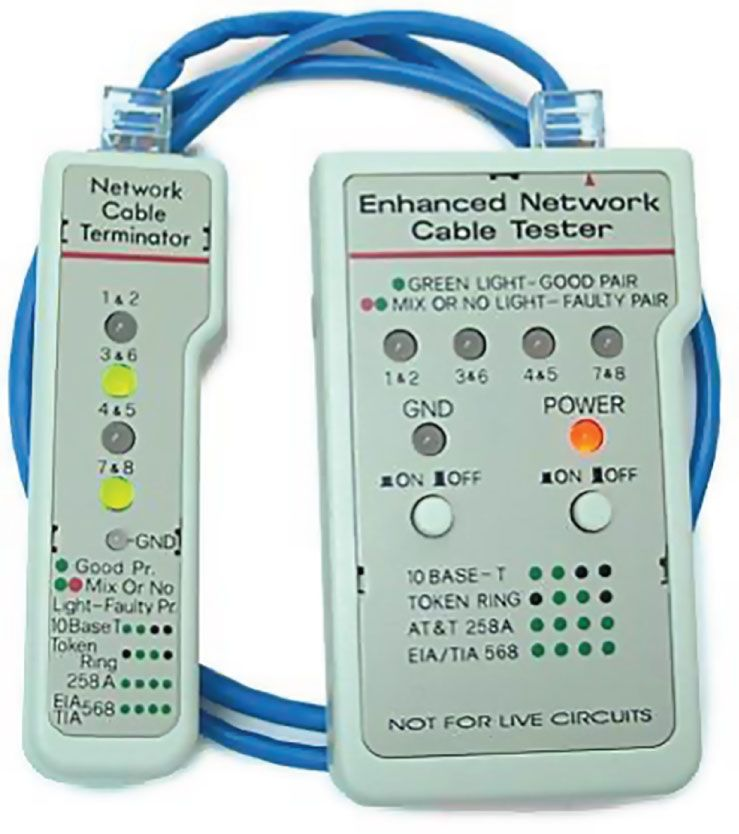 Network
Cable
Terminator
1 & 2
3 & 6
4 & 5
7 & 8
GND
Good Pr.
Mix Or No
Light-Faulty Pr.
10BaseT
Token
Ring
258A
EIA 568
TIA
Enhanced Network
Cable Tester
GREEN LIGHT-GOOD PAIR
MIX OR NO LIGHT-FAULTY PAIR
1&2 3&6 4&5 7&8
GND POWER
ON OFF ON OFF
10 BASE-T
TOKEN RING
AT&T 258A
EIA/TIA 568
NOT FOR LIVE CIRCUITS